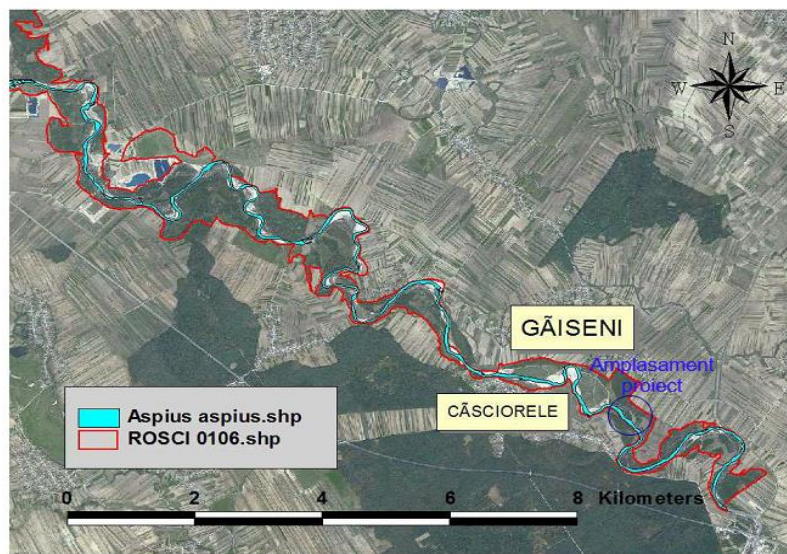 N
W E
S
GÃISENI
Amplasament
proiect
CÃSCIORELE
Aspius aspius.shp
ROSCI 0106.shp
0 2 4 6 8 Kilometers